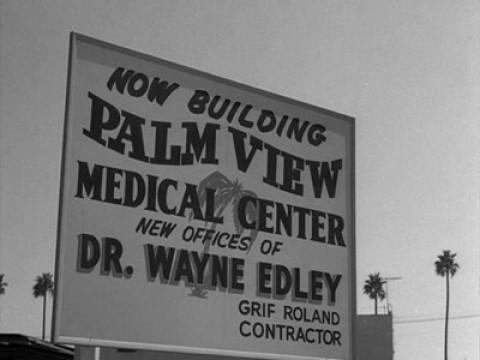 NOW BUILDING
PALM VIEW
MEDICAL CENTER
NEW OFFICES OF
DR. WAYNE EDLEY
GRIF ROLAND
CONTRACTOR